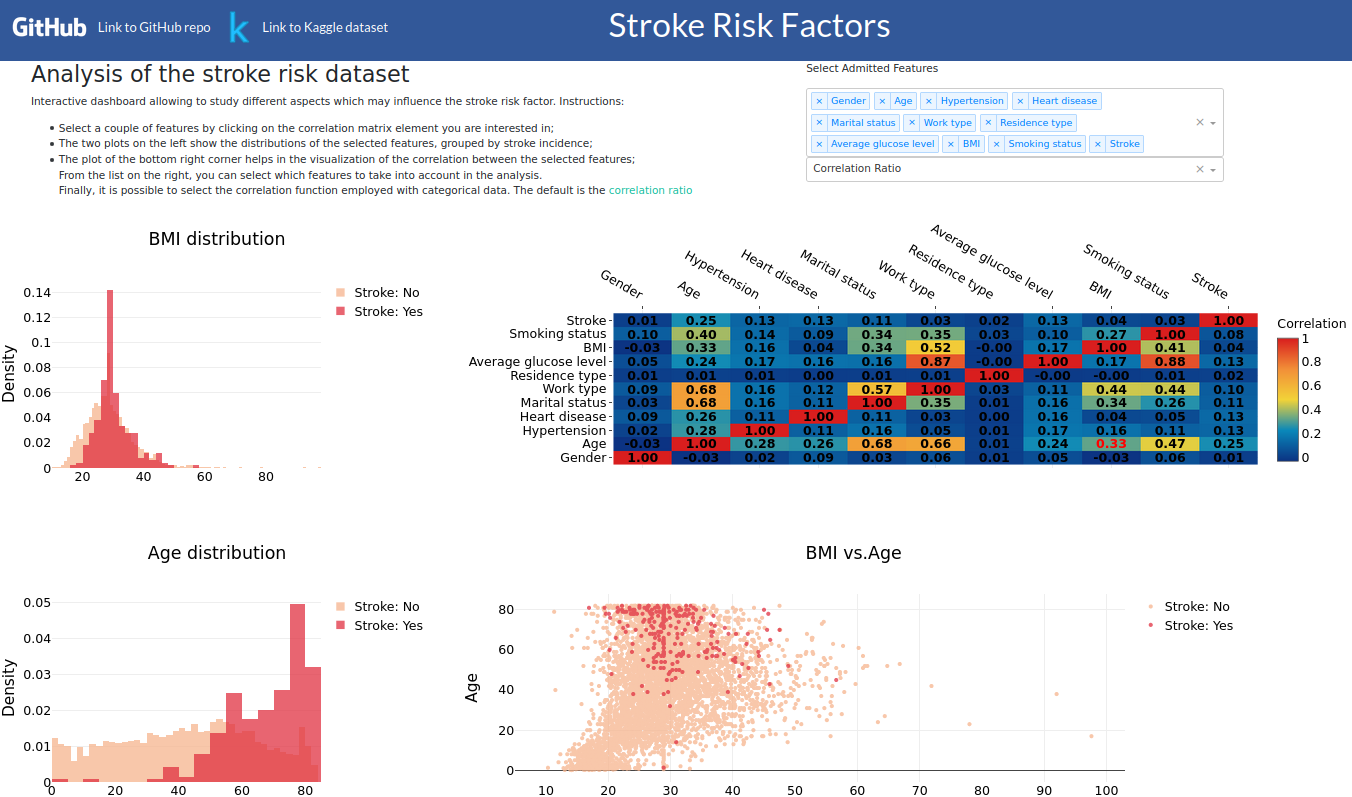 GitHub Link to GitHub repo k Link to Kaggle dataset Stroke Risk Factors
Analysis of the stroke risk dataset
Interactive dashboard allowing to study different aspects which may influence the stroke risk factor. Instructions:
• Select a couple of features by clicking on the correlation matrix element you are interested in;
• The two plots on the left show the distributions of the selected features, grouped by stroke incidence;
• The plot of the bottom right corner helps in the visualization of the correlation between the selected features;
From the list on the right, you can select which features to take into account in the analysis.
Finally, it is possible to select the correlation function employed with categorical data. The default is the correlation ratio
Select Admitted Features
× Gender × Age × Hypertension × Heart disease
× Marital status × Work type × Residence type
× Average glucose level × BMI × Smoking status × Stroke
Correlation Ratio
BMI distribution
Density
0.14
0.12
0.1
0.08
0.06
0.04
0.02
0
20 40 60 80
Stroke: No
Stroke: Yes
Gender Age Hypertension Heart disease Marital status Work type Residence type Average glucose level BMI Smoking status Stroke
Stroke 0.01 0.25 0.13 0.13 0.11 0.03 0.02 0.13 0.04 0.03 1.00
Smoking status 0.10 0.40 0.14 0.09 0.34 0.35 0.03 0.10 0.27 1.00 0.08
BMI -0.03 0.33 0.16 0.04 0.34 0.52 -0.00 0.17 1.00 0.41 0.04
Average glucose level 0.05 0.24 0.17 0.16 0.16 0.87 -0.00 1.00 0.17 0.88 0.13
Residence type 0.01 0.01 0.01 0.00 0.01 0.01 1.00 -0.00 -0.00 0.01 0.02
Work type 0.09 0.68 0.16 0.12 0.57 1.00 0.03 0.11 0.44 0.44 0.10
Marital status 0.03 0.68 0.16 0.11 1.00 0.35 0.01 0.16 0.34 0.26 0.11
Heart disease 0.09 0.26 0.11 1.00 0.11 0.03 0.00 0.16 0.04 0.05 0.13
Hypertension 0.02 0.28 1.00 0.11 0.16 0.05 0.01 0.17 0.16 0.11 0.13
Age -0.03 1.00 0.28 0.26 0.68 0.66 0.01 0.24 0.33 0.47 0.25
Gender 1.00 -0.03 0.02 0.09 0.03 0.06 0.01 0.05 -0.03 0.06 0.01
Correlation
1
0.8
0.6
0.4
0.2
0
Age distribution
Density
0.05
0.04
0.03
0.02
0.01
0
0 20 40 60 80
Stroke: No
Stroke: Yes
BMI vs.Age
Age
80
60
40
20
0
10 20 30 40 50 60 70 80 90 100
Stroke: No
Stroke: Yes